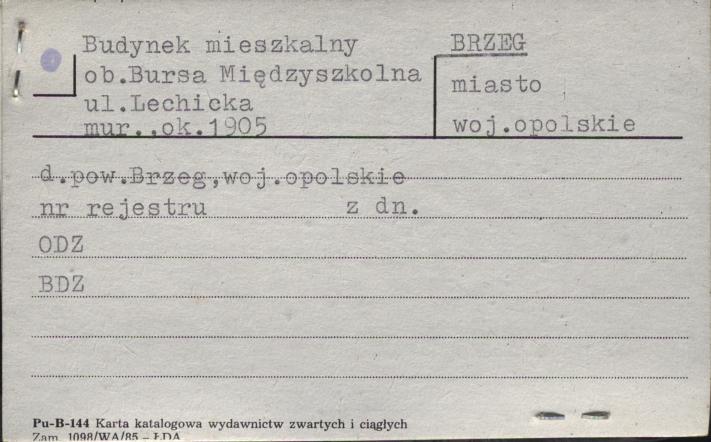 Budynek mieszkalny
ob.Bursa Międzyszkolna
ul.Lechicka
mur.,ok.1905
BRZEG
miasto
woj.opolskie
d.pow.Brzeg,woj.opolskie
nr rejestru z dn.
ODZ
BDZ
Pu-B-144 Karta katalogowa wydawnictw zwartych i ciągłych
Zam. 1098/WA/85 – ŁDA